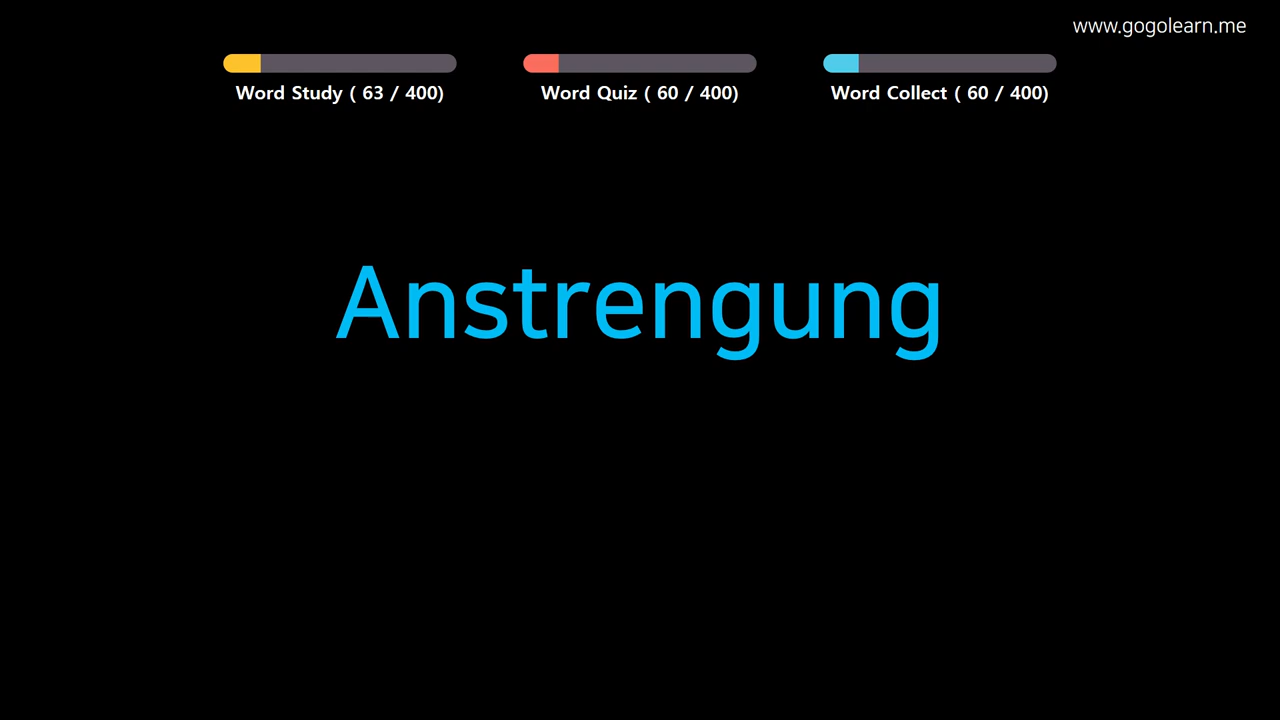 www.gogolearn.me
Word Study ( 63 / 400)
Word Quiz ( 60 / 400)
Word Collect ( 60 / 400)
Anstrengung